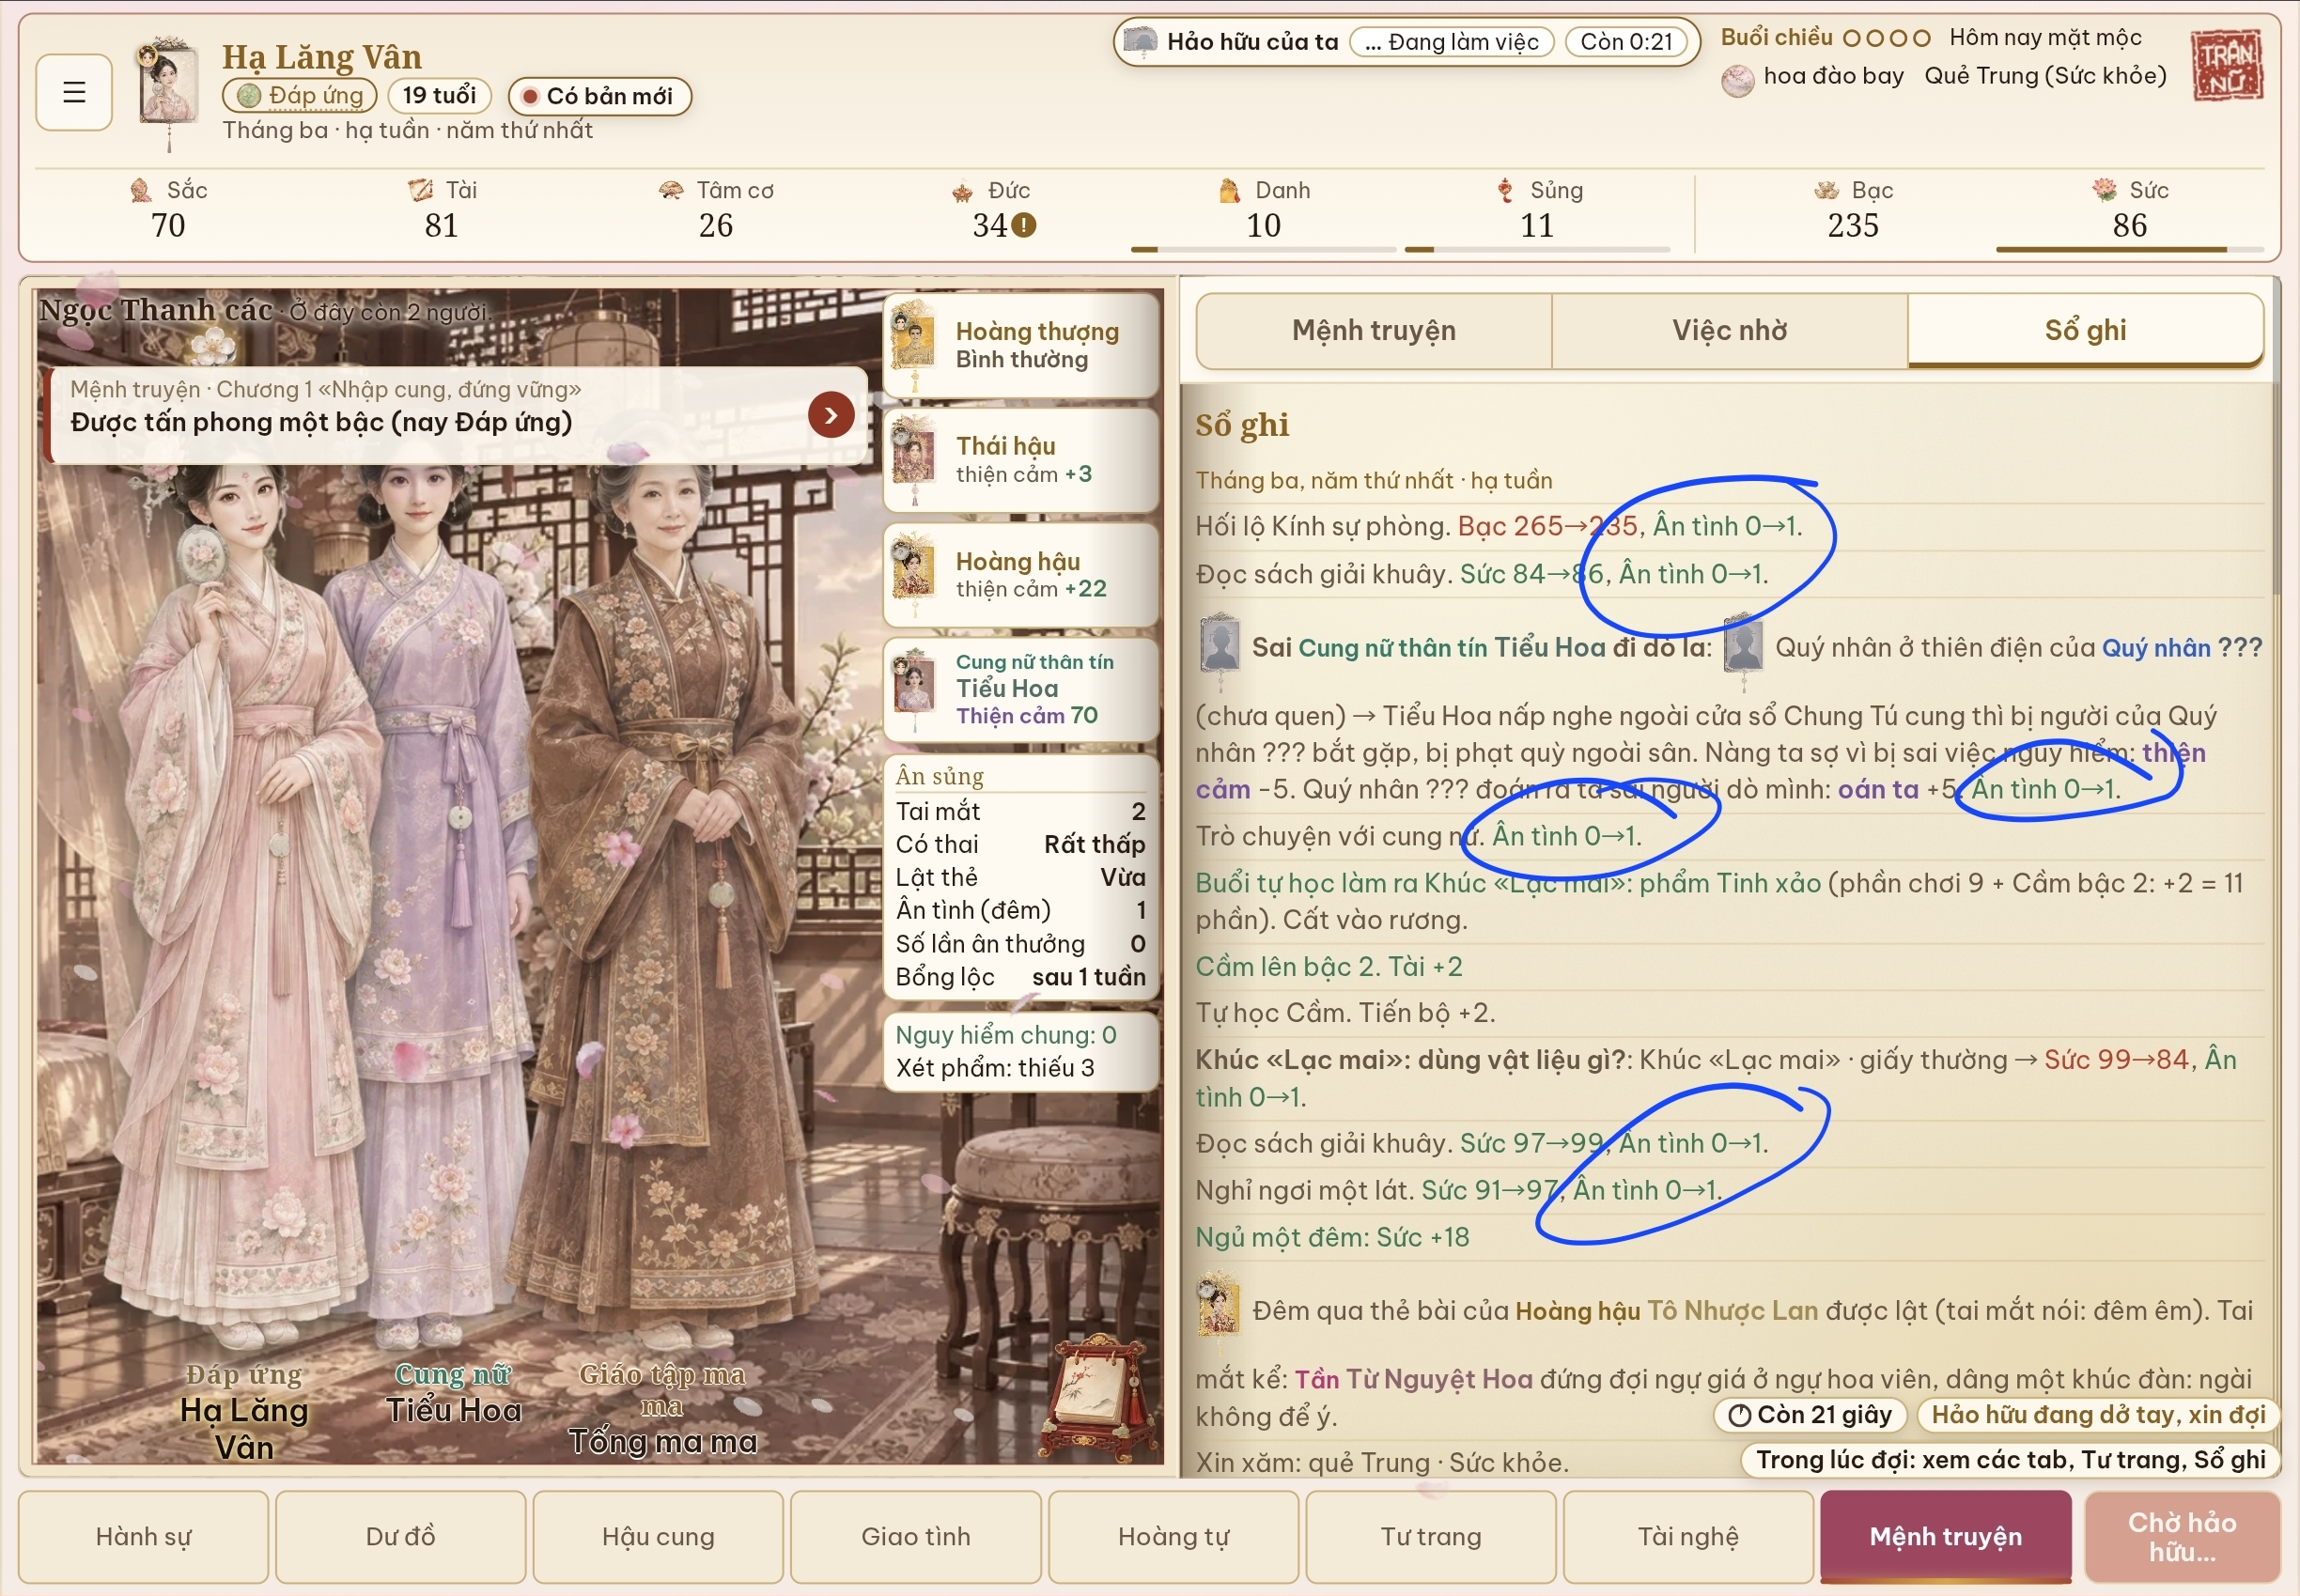 Hạ Lăng Vân
Đáp ứng
19 tuổi
Có bản mới
Tháng ba · hạ tuần · năm thứ nhất
Hảo hữu của ta
... Đang làm việc
Còn 0:21
Buổi chiều
Hôm nay mặt mộc
hoa đào bay
Quẻ Trung (Sức khỏe)
TRÂN
NỮ
Sắc
70
Tài
81
Tâm cơ
26
Đức
34 !
Danh
10
Sủng
11
Bạc
235
Sức
86
Ngọc Thanh các · Ở đây còn 2 người.
Mệnh truyện · Chương 1 «Nhập cung, đứng vững»
Được tấn phong một bậc (nay Đáp ứng)
Hoàng thượng
Bình thường
Thái hậu
thiện cảm +3
Hoàng hậu
thiện cảm +22
Cung nữ thân tín
Tiểu Hoa
Thiện cảm 70
Ân sủng
Tai mắt 2
Có thai Rất thấp
Lật thẻ Vừa
Ân tình (đêm) 1
Số lần ân thưởng 0
Bổng lộc sau 1 tuần
Nguy hiểm chung: 0
Xét phẩm: thiếu 3
Đáp ứng
Hạ Lăng
Vân
Cung nữ
Tiểu Hoa
Giáo tập ma
ma
Tống ma ma
Mệnh truyện
Việc nhờ
Sổ ghi
Sổ ghi
Tháng ba, năm thứ nhất · hạ tuần
Hối lộ Kính sự phòng. Bạc 265→235, Ân tình 0→1.
Đọc sách giải khuây. Sức 84→86, Ân tình 0→1.
Sai Cung nữ thân tín Tiểu Hoa đi dò la: Quý nhân ở thiên điện của Quý nhân ???
(chưa quen) → Tiểu Hoa nấp nghe ngoài cửa sổ Chung Tú cung thì bị người của Quý
nhân ??? bắt gặp, bị phạt quỳ ngoài sân. Nàng ta sợ vì bị sai việc nguy hiểm: thiện
cảm -5. Quý nhân ??? đoán ra ta sai người dò mình: oán ta +5. Ân tình 0→1.
Trò chuyện với cung nữ. Ân tình 0→1.
Buổi tự học làm ra Khúc «Lạc mai»: phẩm Tinh xảo (phần chơi 9 + Cầm bậc 2: +2 = 11
phần). Cất vào rương.
Cầm lên bậc 2. Tài +2
Tự học Cầm. Tiến bộ +2.
Khúc «Lạc mai»: dùng vật liệu gì?: Khúc «Lạc mai» · giấy thường → Sức 99→84, Ân
tình 0→1.
Đọc sách giải khuây. Sức 97→99, Ân tình 0→1.
Nghỉ ngơi một lát. Sức 91→97, Ân tình 0→1.
Ngủ một đêm: Sức +18
Đêm qua thẻ bài của Hoàng hậu Tô Nhược Lan được lật (tai mắt nói: đêm êm). Tai
mắt kể: Tần Từ Nguyệt Hoa đứng đợi ngự giá ở ngự hoa viên, dâng một khúc đàn: ngài
không để ý.
Xin xăm: quẻ Trung · Sức khỏe.
Còn 21 giây
Hảo hữu đang dở tay, xin đợi
Trong lúc đợi: xem các tab, Tư trang, Sổ ghi
Hành sự
Dư đồ
Hậu cung
Giao tình
Hoàng tự
Tư trang
Tài nghệ
Mệnh truyện
Chờ hảo
hữu...